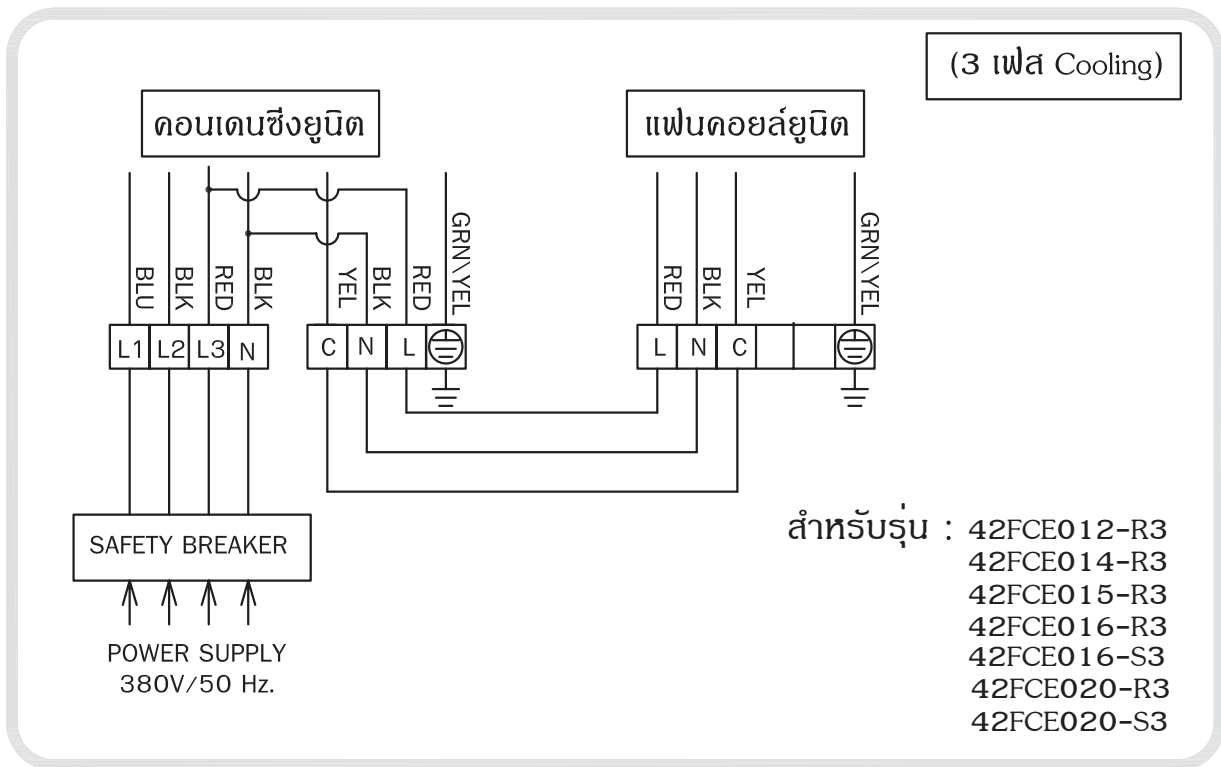 (3 เฟส Cooling)
คอนเดนซิ่งยูนิต
แฟนคอยล์ยูนิต
BLU
BLK
RED
BLK
YEL
BLK
RED
GRN\YEL
RED
BLK
YEL
GRN\YEL
L1 L2 L3 N
C N L
L N C
SAFETY BREAKER
POWER SUPPLY
380V/50 Hz.
สำหรับรุ่น : 42FCE012-R3
42FCE014-R3
42FCE015-R3
42FCE016-R3
42FCE016-S3
42FCE020-R3
42FCE020-S3